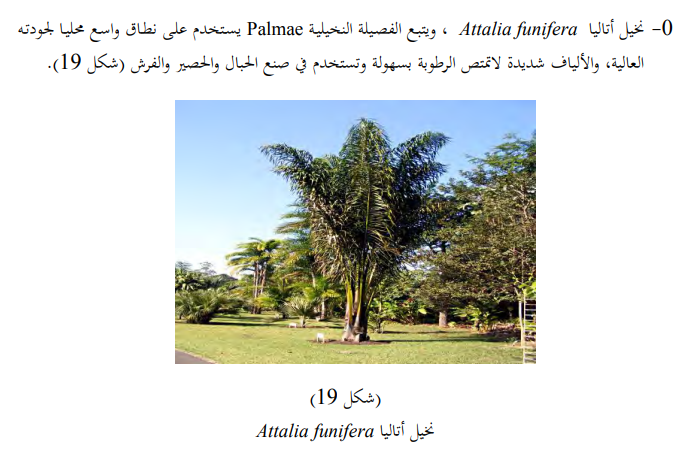 0– نخيل أتاليا Attalia funifera ، ويتبع الفصيلة النخيلية Palmae يستخدم على نطاق واسع محليا لجودته
العالية، والألياف شديدة لاتمتص الرطوبة بسهولة وتستخدم في صنع الحبال والحصير والفرش (شكل 19).
(شكل 19)
نخيل أتاليا Attalia funifera